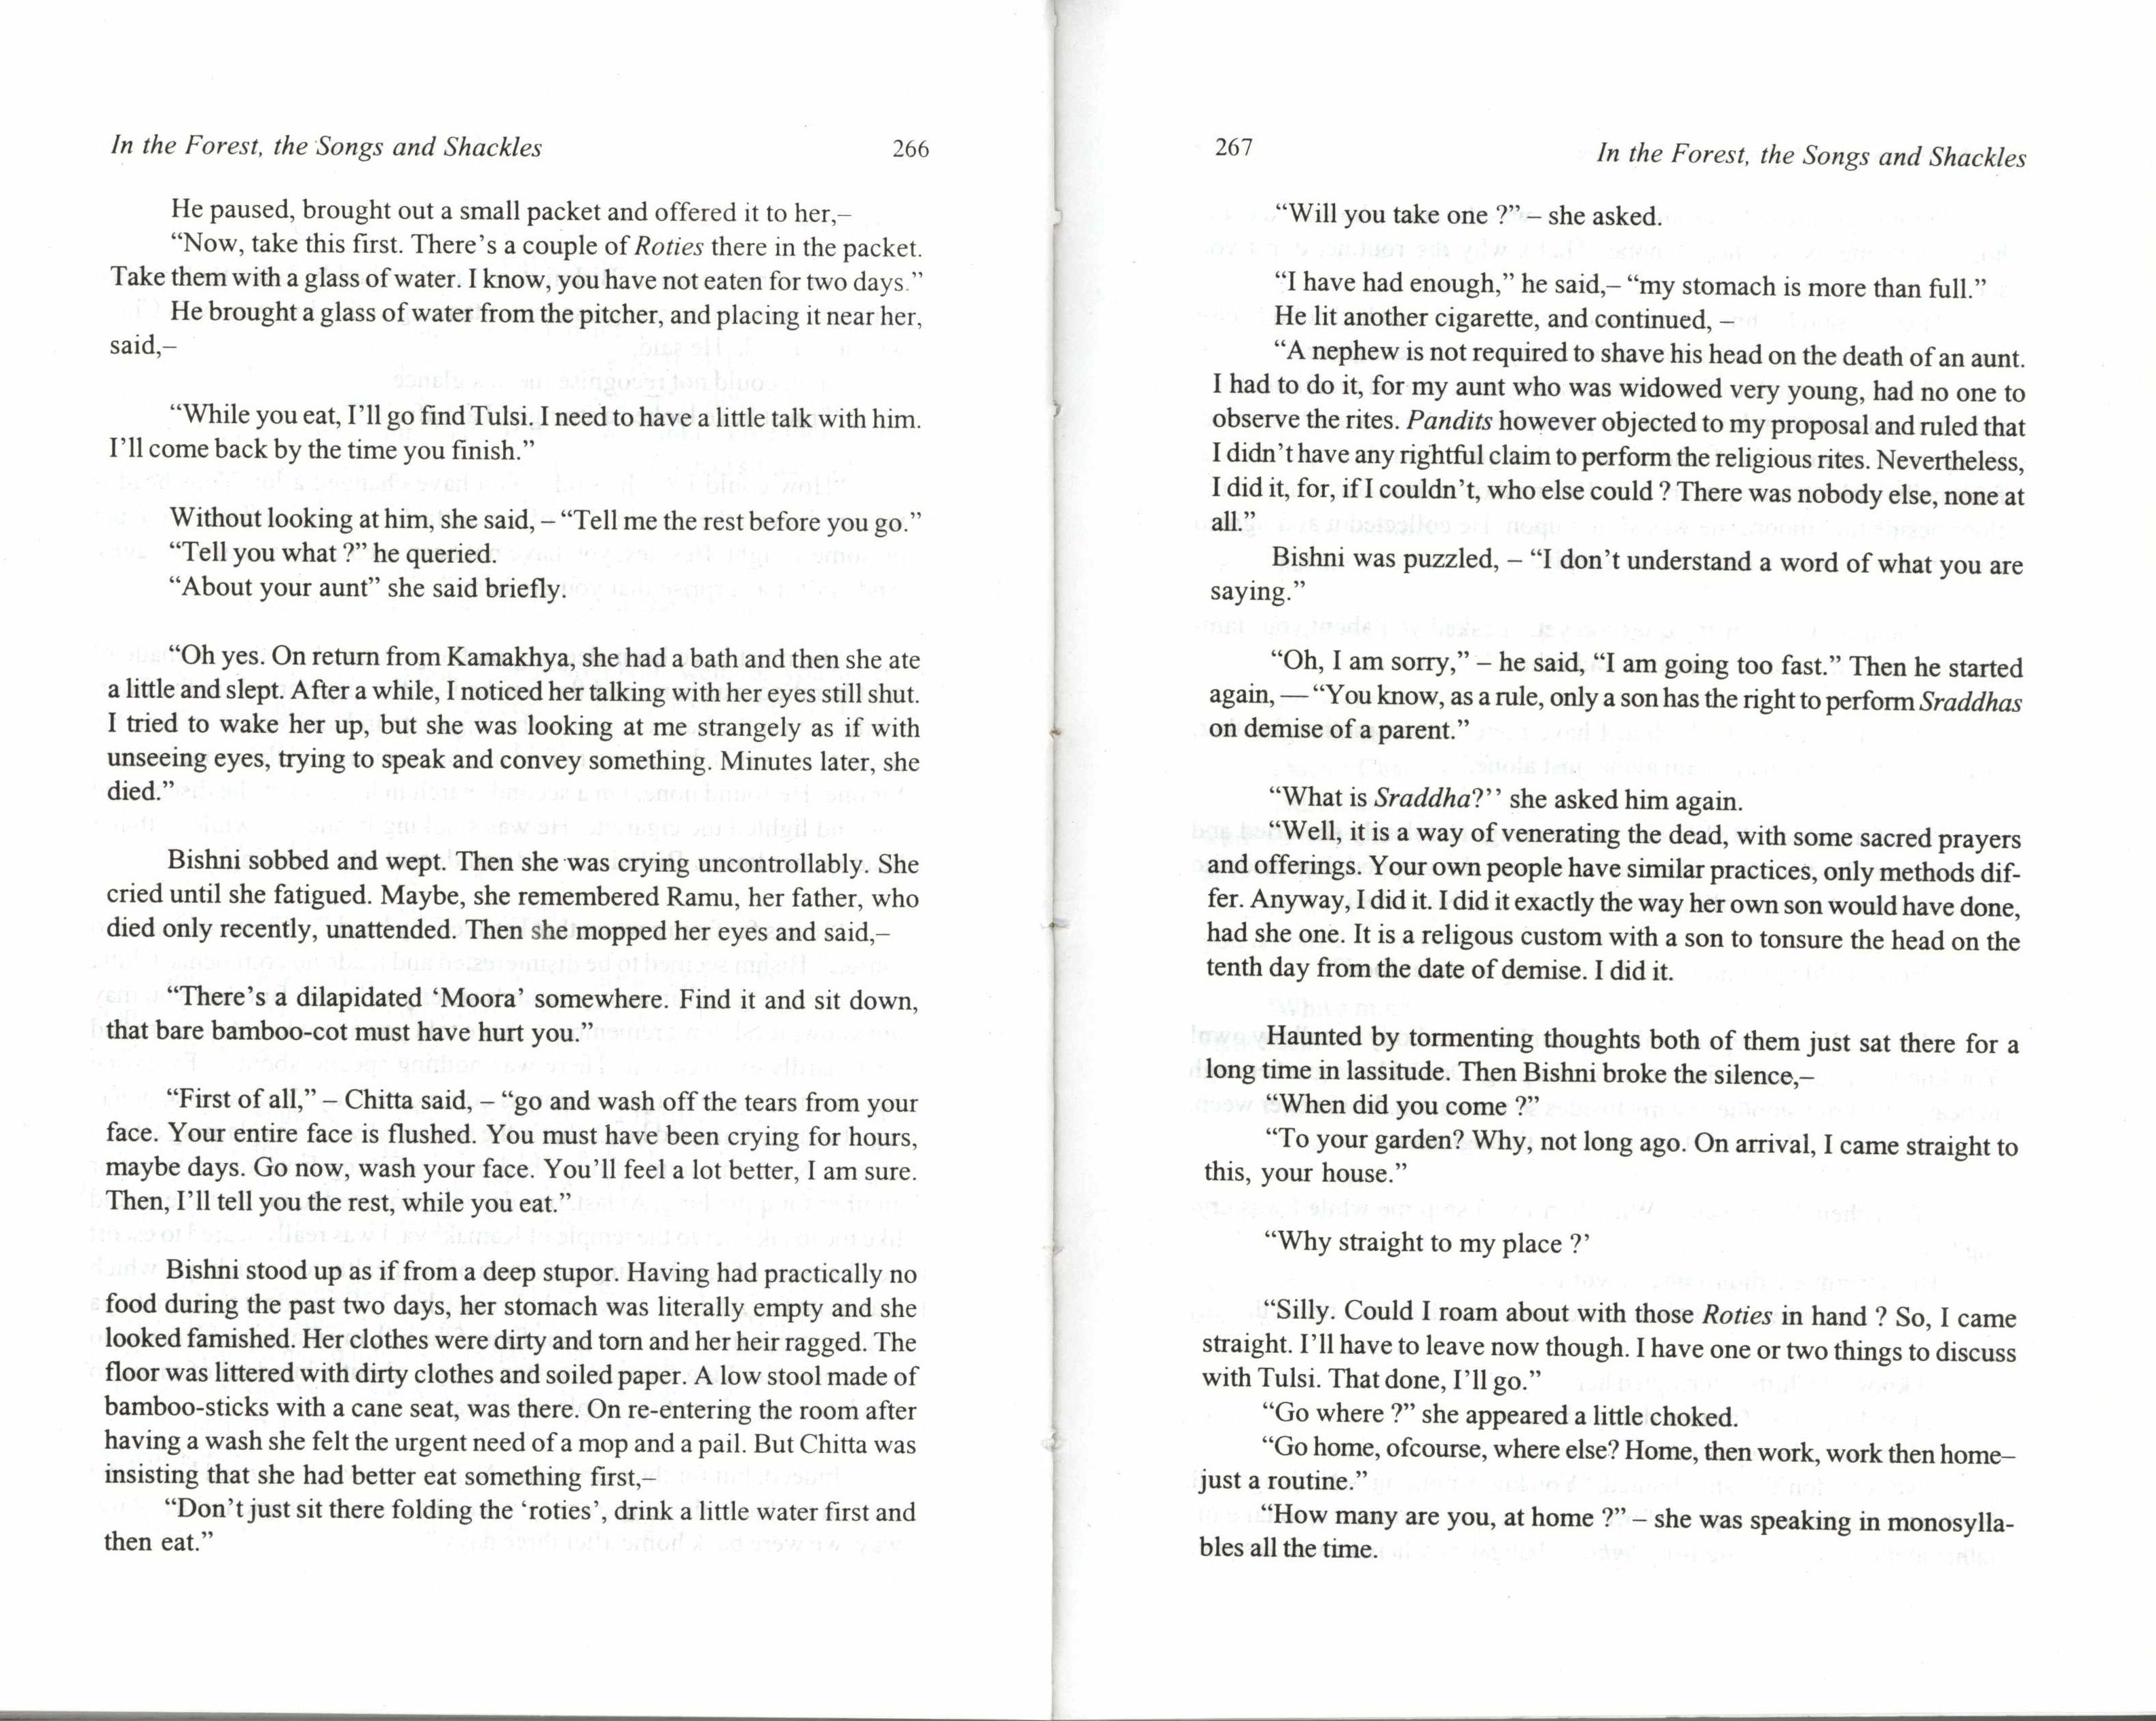 In the Forest, the Songs and Shackles 266
He paused, brought out a small packet and offered it to her,–
“Now, take this first. There’s a couple of Roties there in the packet.
Take them with a glass of water. I know, you have not eaten for two days.”
He brought a glass of water from the pitcher, and placing it near her,
said,–
“While you eat, I’ll go find Tulsi. I need to have a little talk with him.
I’ll come back by the time you finish.”
Without looking at him, she said, – “Tell me the rest before you go.”
“Tell you what ?” he queried.
“About your aunt” she said briefly.
“Oh yes. On return from Kamakhya, she had a bath and then she ate
a little and slept. After a while, I noticed her talking with her eyes still shut.
I tried to wake her up, but she was looking at me strangely as if with
unseeing eyes, trying to speak and convey something. Minutes later, she
died.”
Bishni sobbed and wept. Then she was crying uncontrollably. She
cried until she fatigued. Maybe, she remembered Ramu, her father, who
died only recently, unattended. Then she mopped her eyes and said,–
“There’s a dilapidated ‘Moora’ somewhere. Find it and sit down,
that bare bamboo-cot must have hurt you.”
“First of all,” – Chitta said, – “go and wash off the tears from your
face. Your entire face is flushed. You must have been crying for hours,
maybe days. Go now, wash your face. You’ll feel a lot better, I am sure.
Then, I’ll tell you the rest, while you eat.”
Bishni stood up as if from a deep stupor. Having had practically no
food during the past two days, her stomach was literally empty and she
looked famished. Her clothes were dirty and torn and her heir ragged. The
floor was littered with dirty clothes and soiled paper. A low stool made of
bamboo-sticks with a cane seat, was there. On re-entering the room after
having a wash she felt the urgent need of a mop and a pail. But Chitta was
insisting that she had better eat something first,–
“Don’t just sit there folding the ‘roties’, drink a little water first and
then eat.”
267 In the Forest, the Songs and Shackles
“Will you take one ?” – she asked.
“I have had enough,” he said,– “my stomach is more than full.”
He lit another cigarette, and continued, –
“A nephew is not required to shave his head on the death of an aunt.
I had to do it, for my aunt who was widowed very young, had no one to
observe the rites. Pandits however objected to my proposal and ruled that
I didn’t have any rightful claim to perform the religious rites. Nevertheless,
I did it, for, if I couldn’t, who else could ? There was nobody else, none at
all.”
Bishni was puzzled, – “I don’t understand a word of what you are
saying.”
“Oh, I am sorry,” – he said, “I am going too fast.” Then he started
again, — “You know, as a rule, only a son has the right to perform Sraddhas
on demise of a parent.”
“What is Sraddha?’’ she asked him again.
“Well, it is a way of venerating the dead, with some sacred prayers
and offerings. Your own people have similar practices, only methods dif-
fer. Anyway, I did it. I did it exactly the way her own son would have done,
had she one. It is a religous custom with a son to tonsure the head on the
tenth day from the date of demise. I did it.
Haunted by tormenting thoughts both of them just sat there for a
long time in lassitude. Then Bishni broke the silence,–
“When did you come ?”
“To your garden? Why, not long ago. On arrival, I came straight to
this, your house.”
“Why straight to my place ?’
“Silly. Could I roam about with those Roties in hand ? So, I came
straight. I’ll have to leave now though. I have one or two things to discuss
with Tulsi. That done, I’ll go.”
“Go where ?” she appeared a little choked.
“Go home, ofcourse, where else? Home, then work, work then home–
just a routine.”
“How many are you, at home ?” – she was speaking in monosylla-
bles all the time.